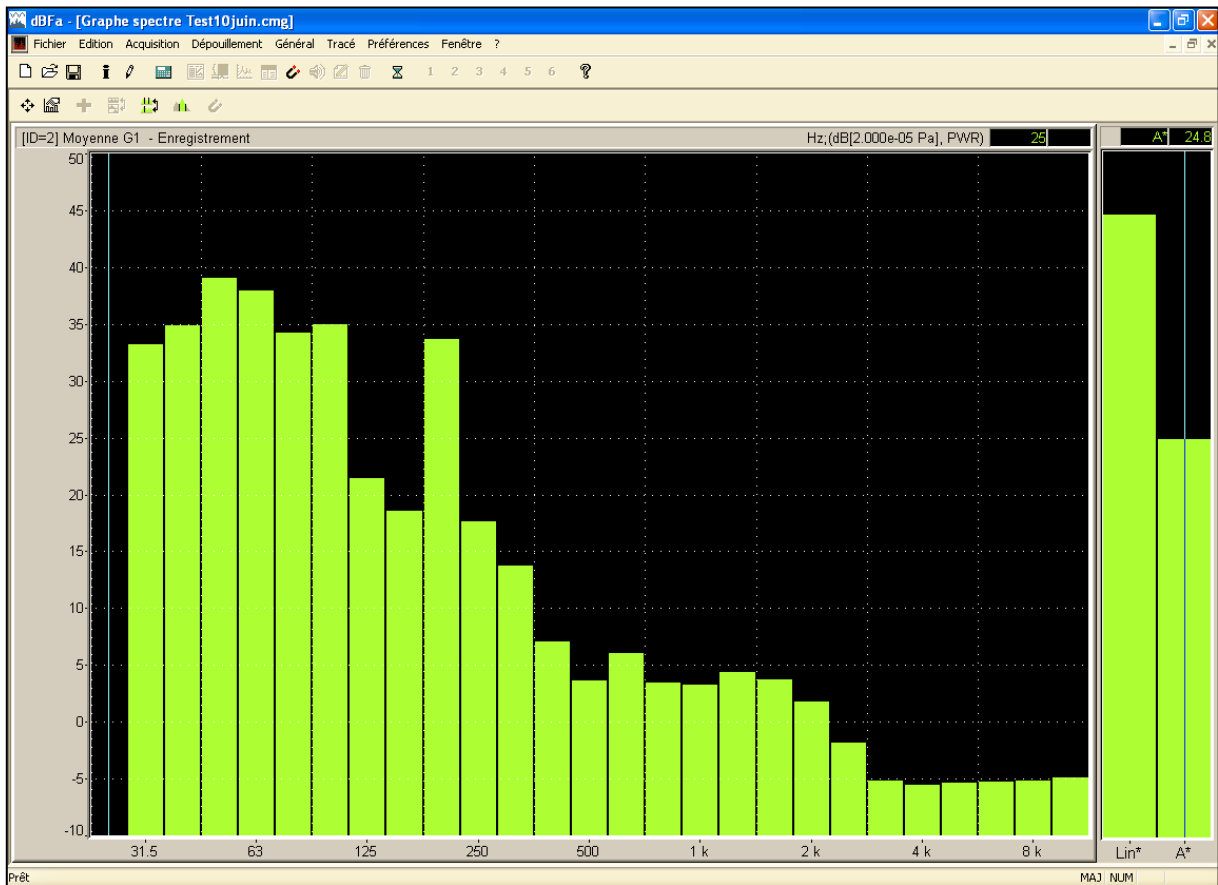 dBFa - [Graphe spectre Test10juin.cmg]
Fichier Edition Acquisition Dépouillement Général Tracé Préférences Fenêtre ?
1 2 3 4 5 6
[ID=2] Moyenne G1 - Enregistrement Hz;(dB[2.000e-05 Pa], PWR) 25 A* 24.8
50
45
40
35
30
25
20
15
10
5
0
-5
-10
31.5 63 125 250 500 1 k 2 k 4 k 8 k Lin* A*
Prêt MAJ NUM